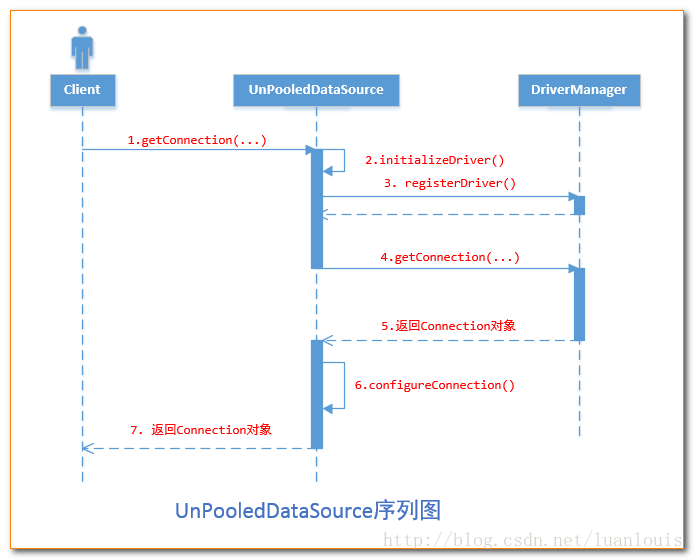 Client
UnPooledDataSource
DriverManager
1.getConnection(...)
2.initializeDriver()
3. registerDriver()
4.getConnection(...)
5.返回Connection对象
6.configureConnection()
7. 返回Connection对象
UnPooledDataSource序列图
http://blog.csdn.net/luanlouis